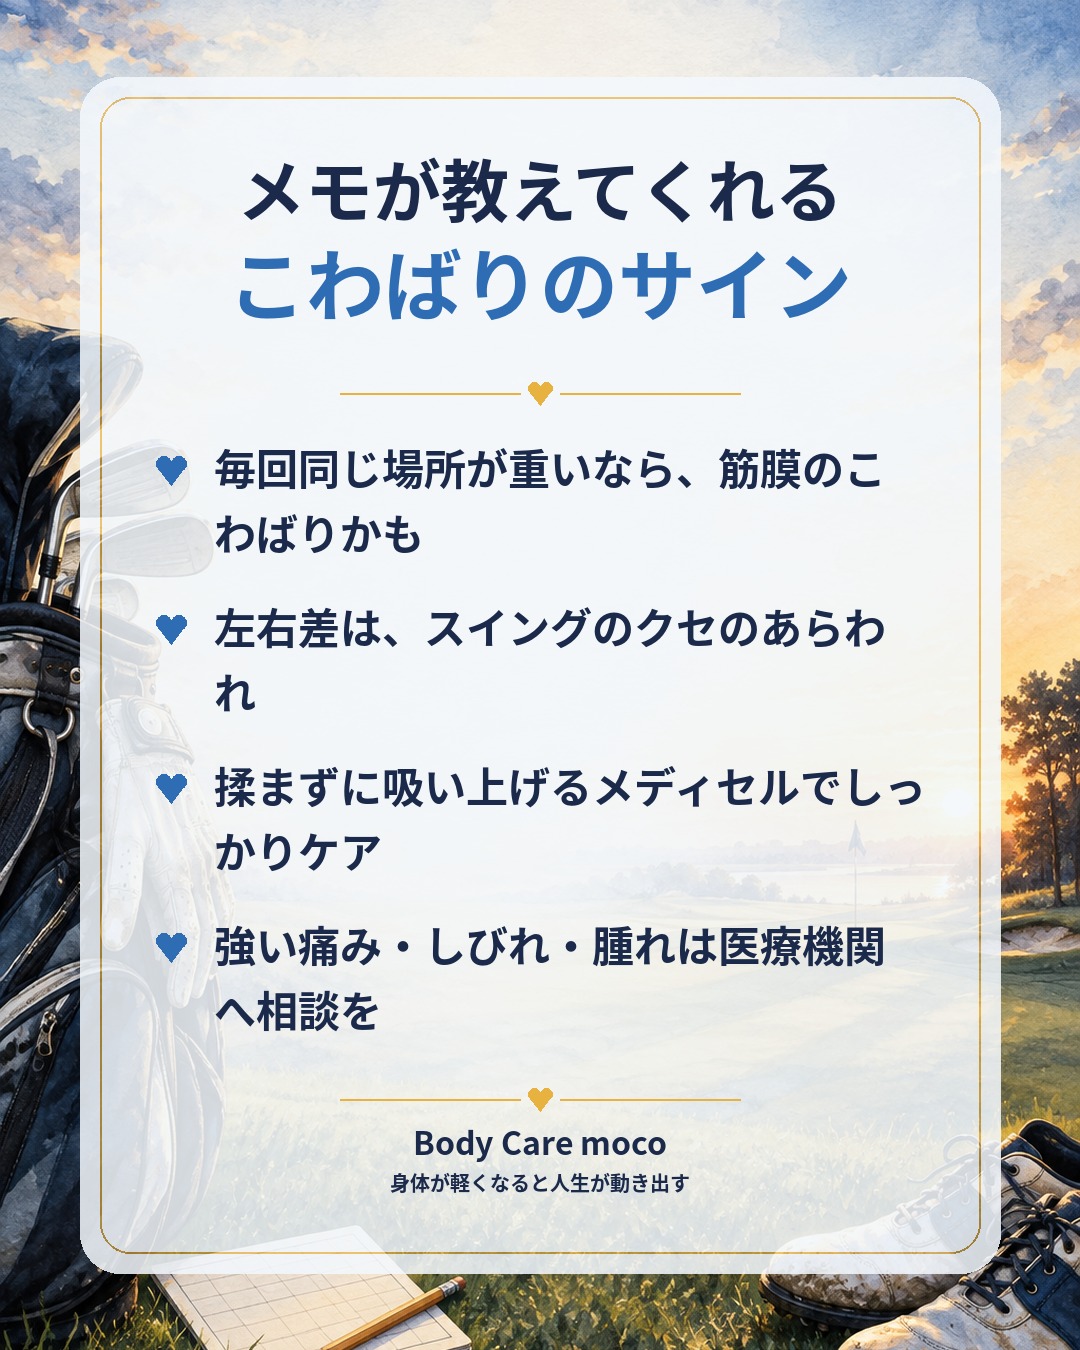 メモが教えてくれる
こわばりのサイン
毎回同じ場所が重いなら、筋膜のこ
わばりかも
左右差は、スイングのクセのあらわ
れ
揉まずに吸い上げるメディセルでしっ
かりケア
強い痛み・しびれ・腫れは医療機関
へ相談を
Body Care moco
身体が軽くなると人生が動き出す